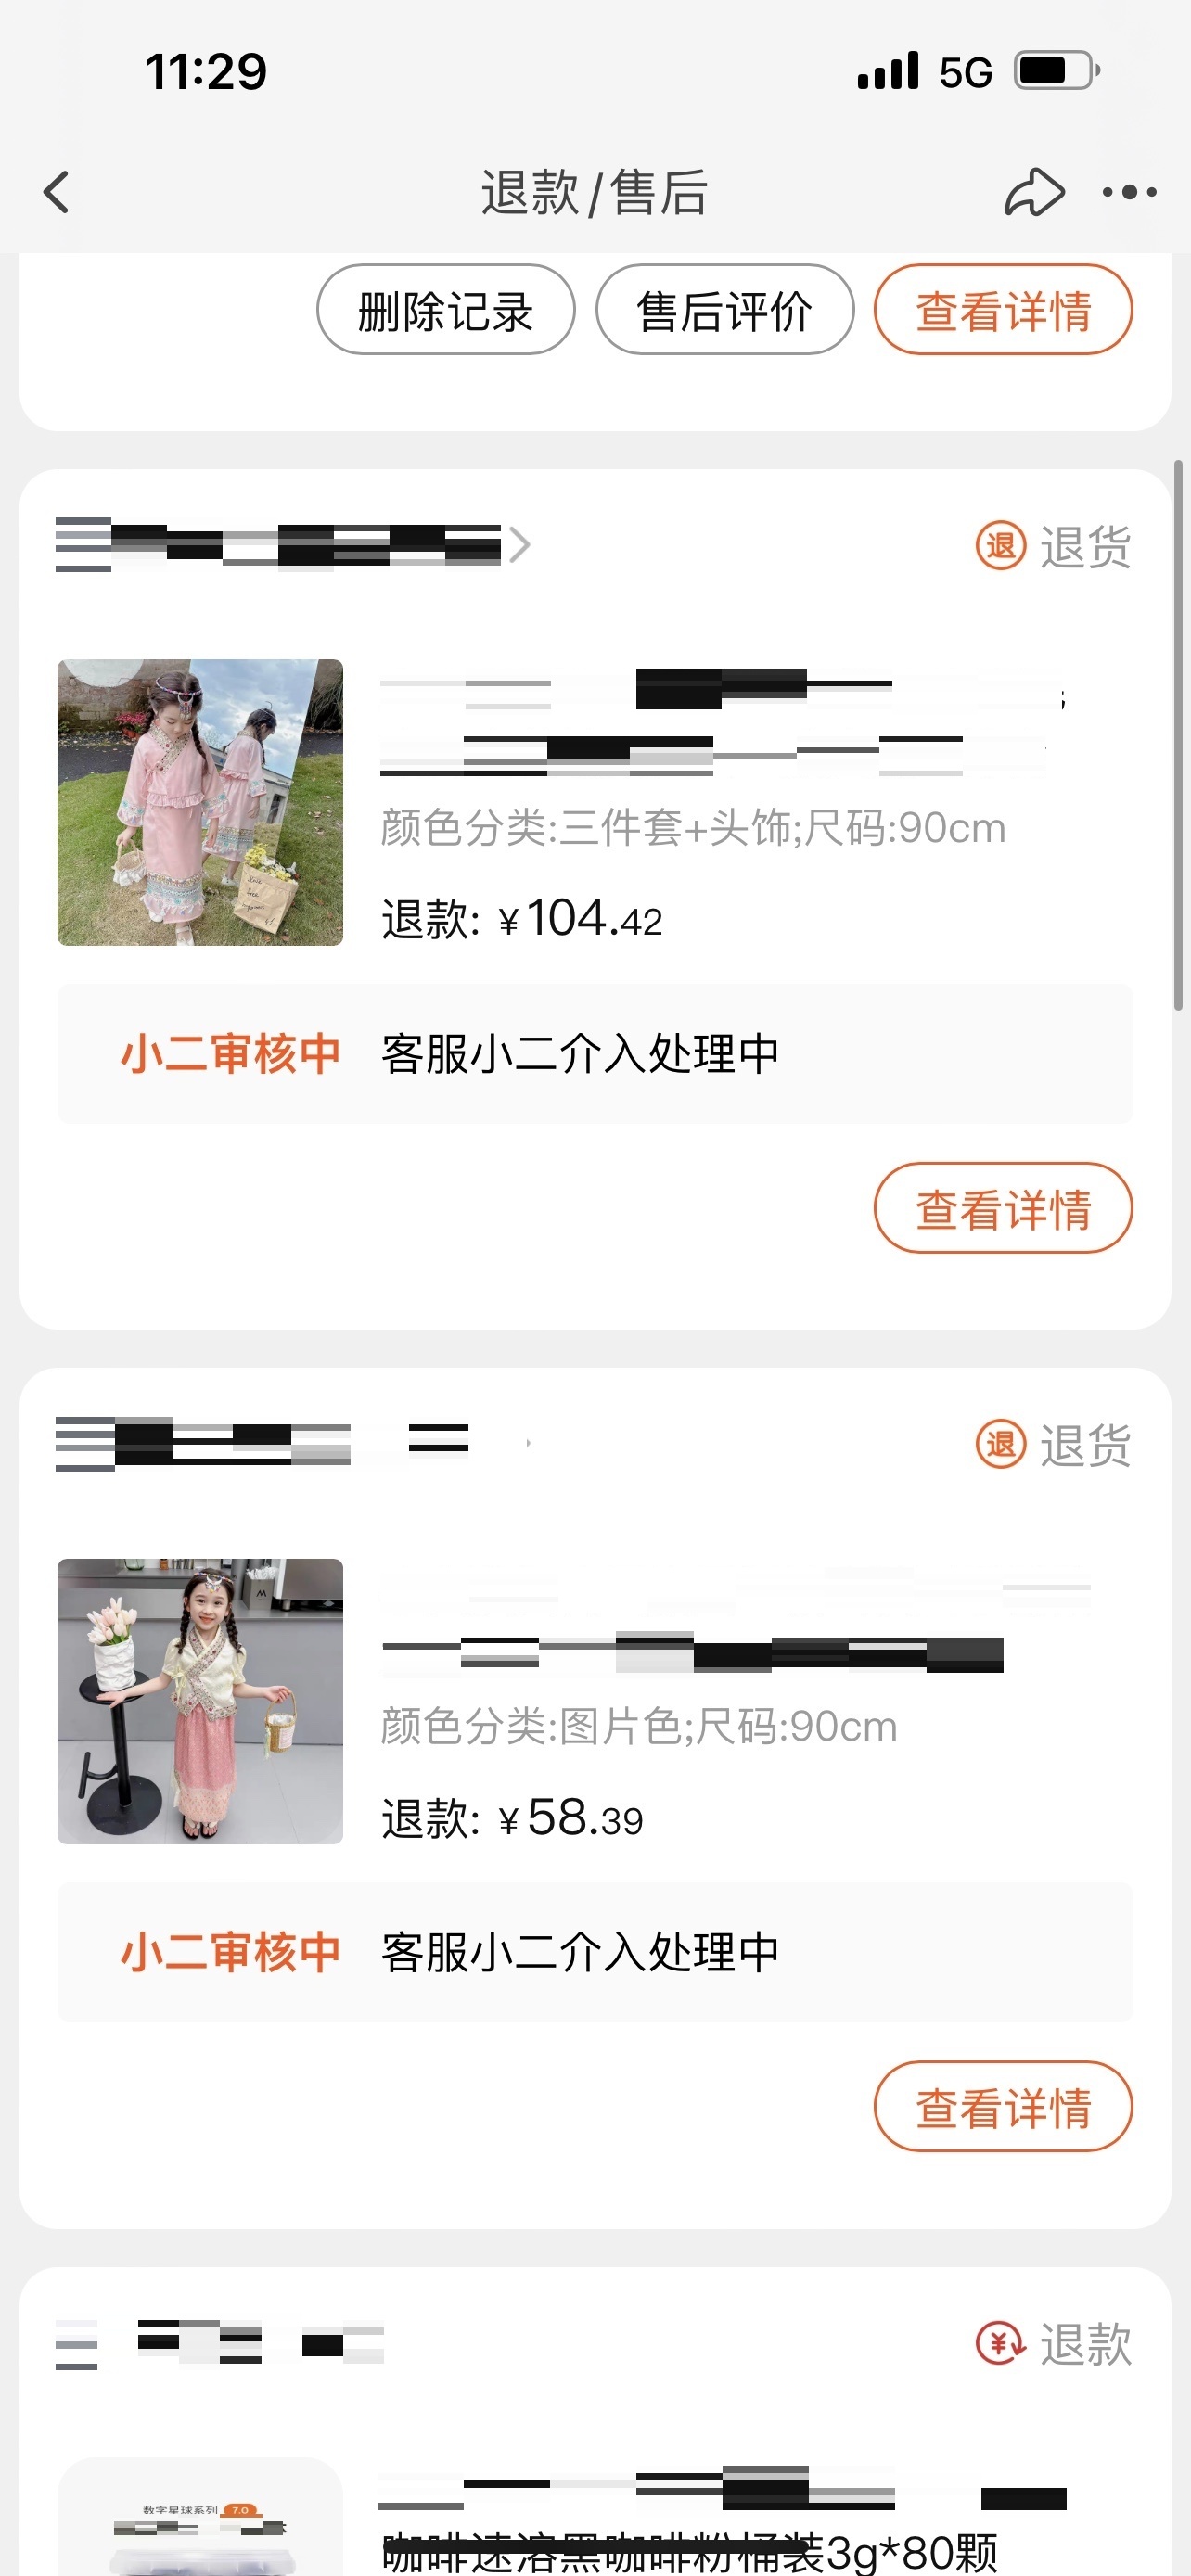 11:29
5G
退款/售后
删除记录
售后评价
查看详情
退 退货
颜色分类:三件套+头饰;尺码:90cm
退款: ¥104.42
小二审核中 客服小二介入处理中
查看详情
退 退货
颜色分类:图片色;尺码:90cm
退款: ¥58.39
小二审核中 客服小二介入处理中
查看详情
¥ 退款
数字星球系列 7.0
咖啡速溶黑咖啡粉桶装3g*80颗